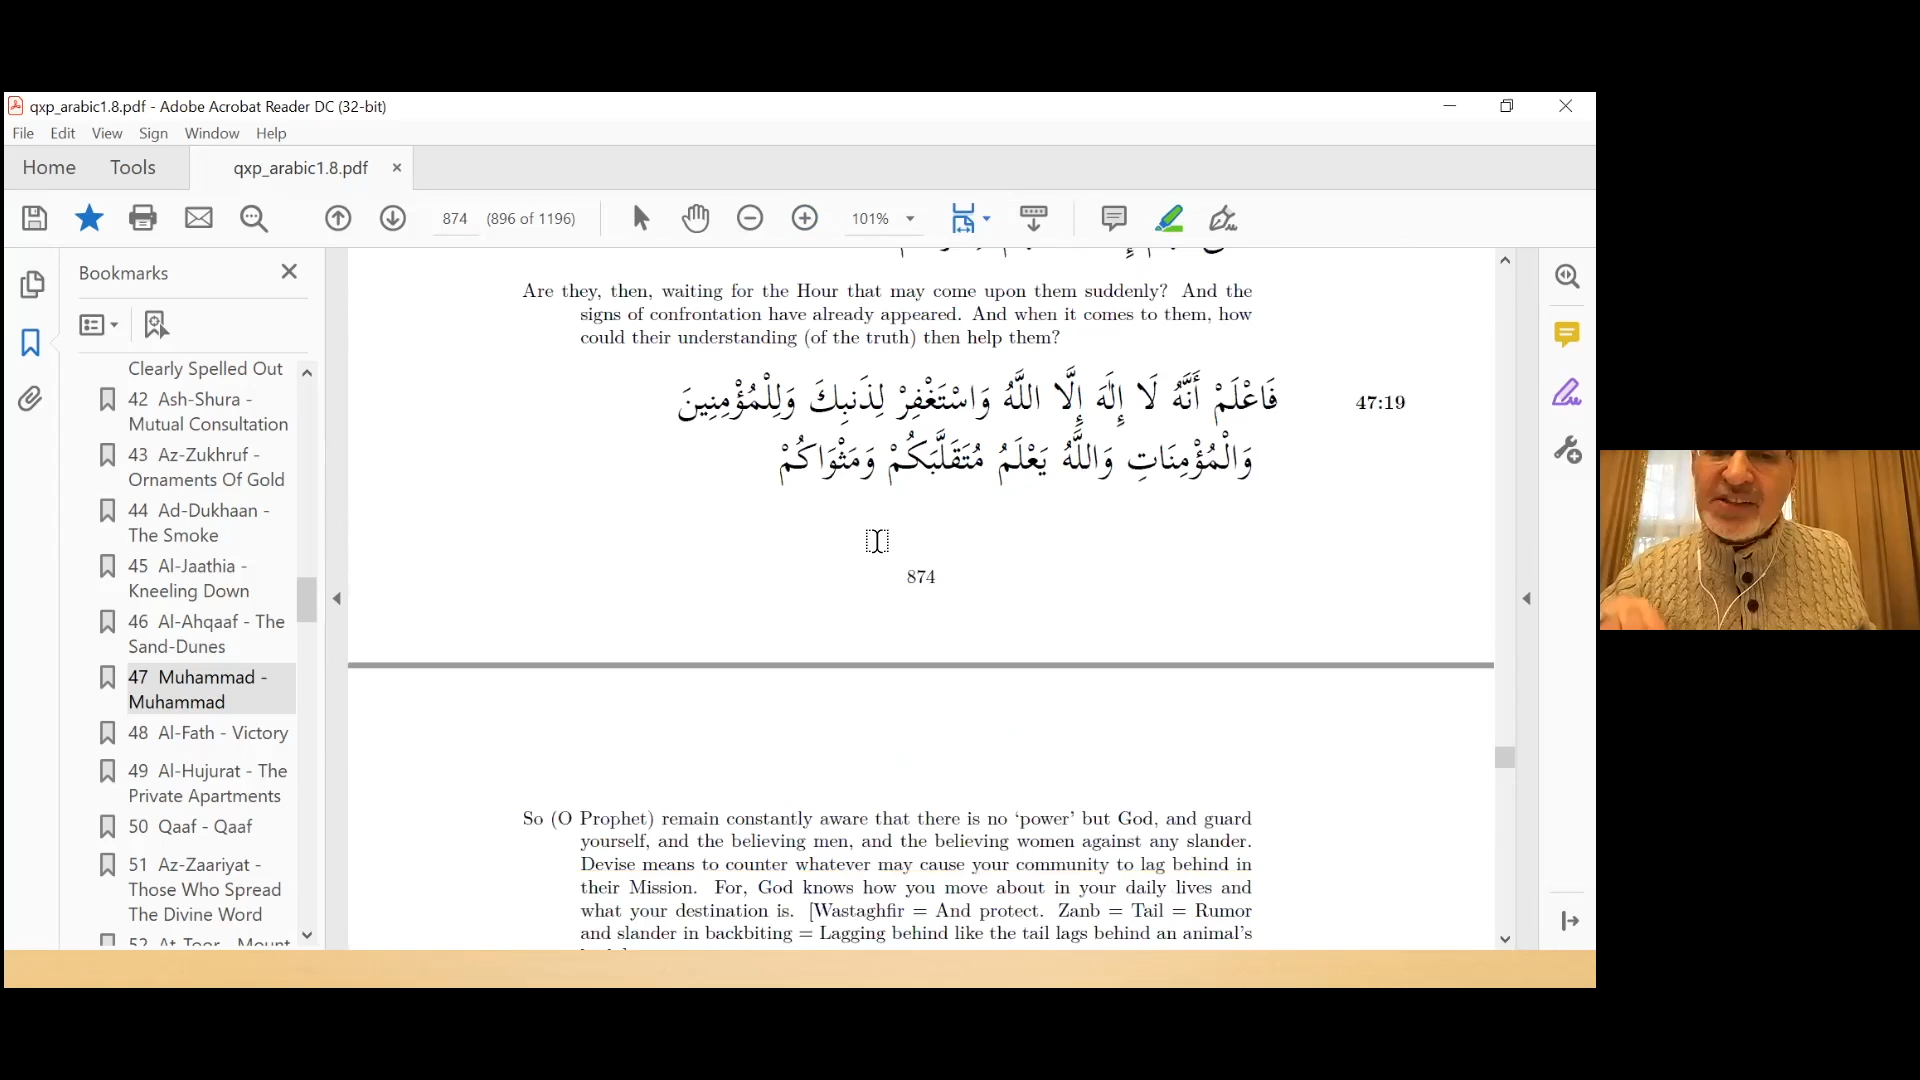 qxp_arabic1.8.pdf - Adobe Acrobat Reader DC (32-bit)
File Edit View Sign Window Help
Home Tools qxp_arabic1.8.pdf
874 (896 of 1196) 101%
Bookmarks
Clearly Spelled Out
42 Ash-Shura -
Mutual Consultation
43 Az-Zukhruf -
Ornaments Of Gold
44 Ad-Dukhaan -
The Smoke
45 Al-Jaathia -
Kneeling Down
46 Al-Ahqaaf - The
Sand-Dunes
47 Muhammad -
Muhammad
48 Al-Fath - Victory
49 Al-Hujurat - The
Private Apartments
50 Qaaf - Qaaf
51 Az-Zaariyat -
Those Who Spread
The Divine Word
52 At-Toor - Mount
Are they, then, waiting for the Hour that may come upon them suddenly? And the
signs of confrontation have already appeared. And when it comes to them, how
could their understanding (of the truth) then help them?
47:19
فَاعْلَمْ أَنَّهُ لَا إِلَٰهَ إِلَّا اللَّهُ وَاسْتَغْفِرْ لِذَنبِكَ وَلِلْمُؤْمِنِينَ
وَالْمُؤْمِنَاتِ وَاللَّهُ يَعْلَمُ مُتَقَلَّبَكُمْ وَمَثْوَاكُمْ
874
So (O Prophet) remain constantly aware that there is no ‘power’ but God, and guard
yourself, and the believing men, and the believing women against any slander.
Devise means to counter whatever may cause your community to lag behind in
their Mission. For, God knows how you move about in your daily lives and
what your destination is. [Wastaghfir = And protect. Zanb = Tail = Rumor
and slander in backbiting = Lagging behind like the tail lags behind an animal’s